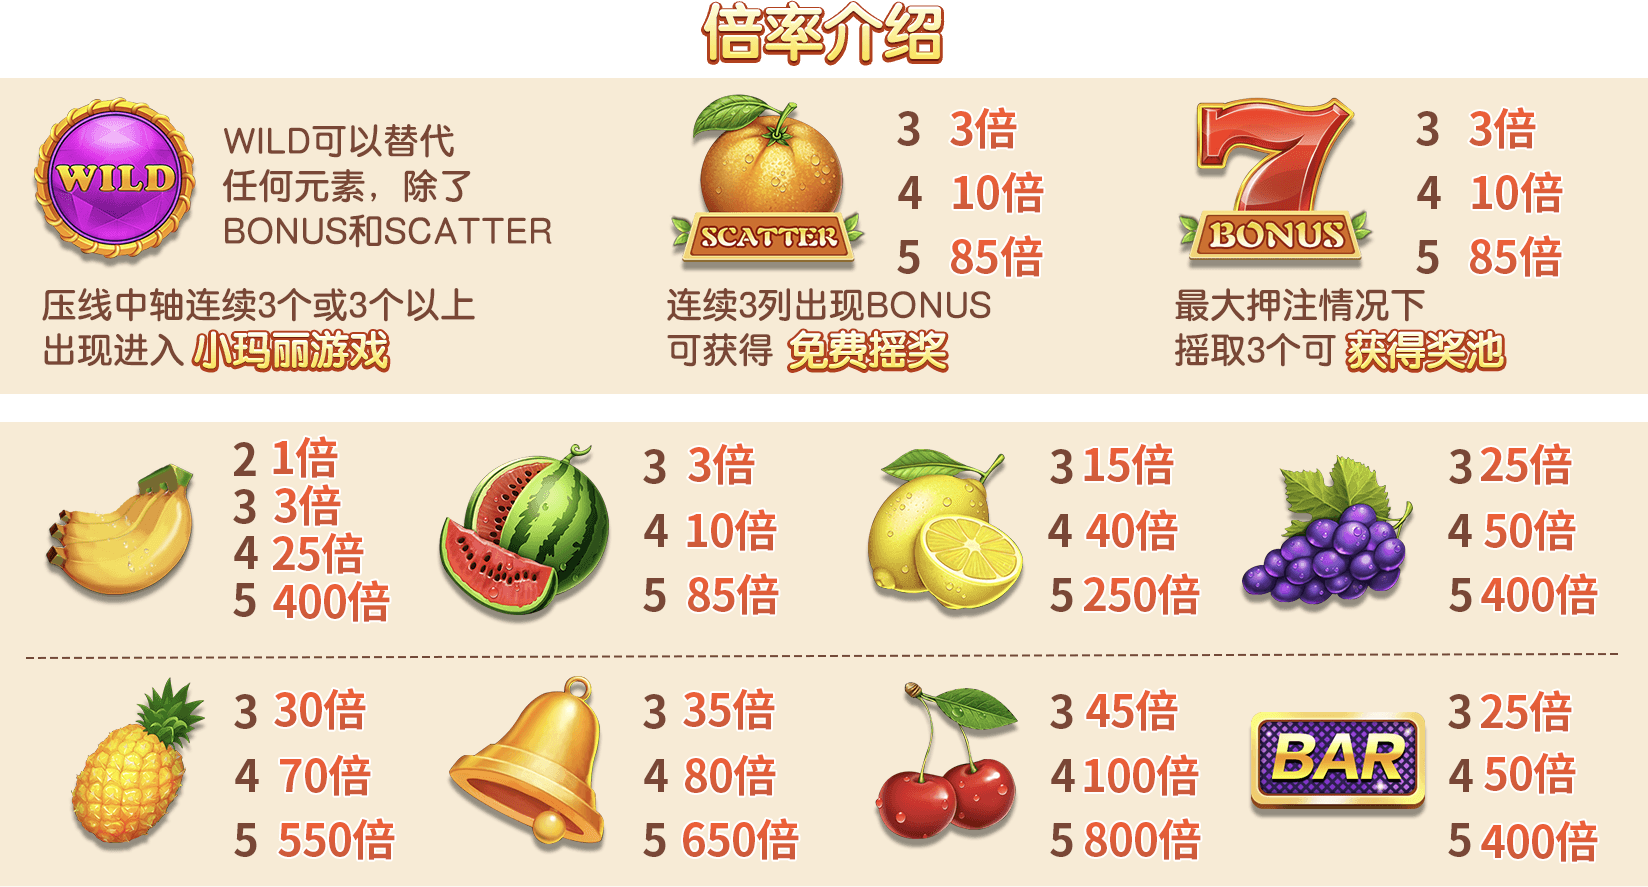 倍率介绍
WILD
WILD可以替代
任何元素，除了
BONUS和SCATTER
压线中轴连续3个或3个以上
出现进入 小玛丽游戏
SCATTER
3 3倍
4 10倍
5 85倍
连续3列出现BONUS
可获得 免费摇奖
BONUS
3 3倍
4 10倍
5 85倍
最大押注情况下
摇取3个可 获得奖池
2 1倍
3 3倍
4 25倍
5 400倍
3 3倍
4 10倍
5 85倍
3 15倍
4 40倍
5 250倍
3 25倍
4 50倍
5 400倍
3 30倍
4 70倍
5 550倍
3 35倍
4 80倍
5 650倍
3 45倍
4 100倍
5 800倍
BAR
3 25倍
4 50倍
5 400倍